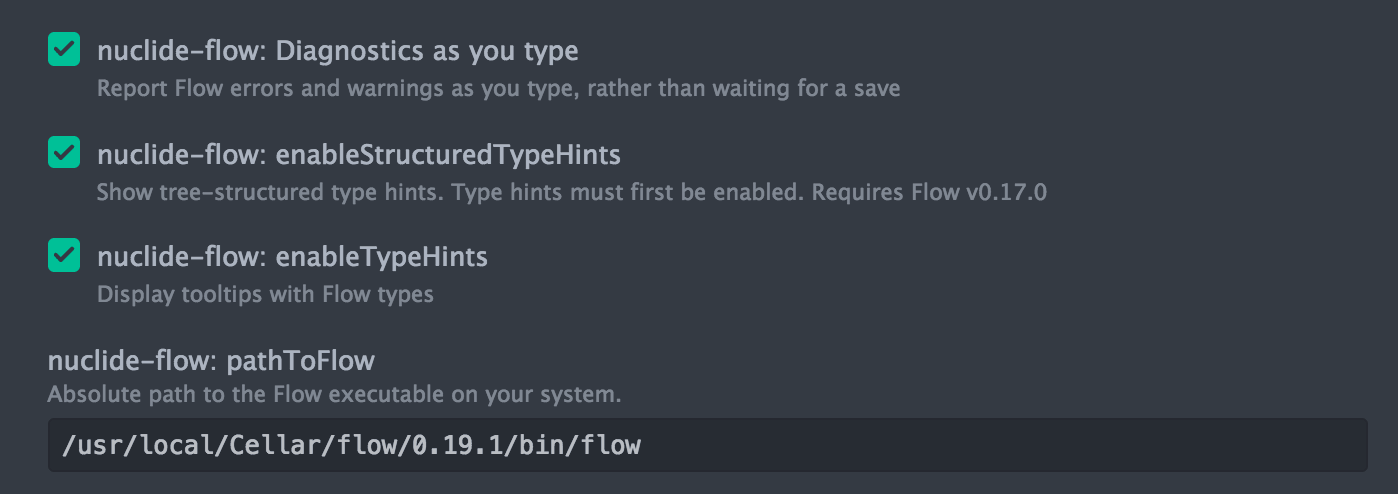 nuclide-flow: Diagnostics as you type
Report Flow errors and warnings as you type, rather than waiting for a save
nuclide-flow: enableStructuredTypeHints
Show tree-structured type hints. Type hints must first be enabled. Requires Flow v0.17.0
nuclide-flow: enableTypeHints
Display tooltips with Flow types
nuclide-flow: pathToFlow
Absolute path to the Flow executable on your system.
/usr/local/Cellar/flow/0.19.1/bin/flow